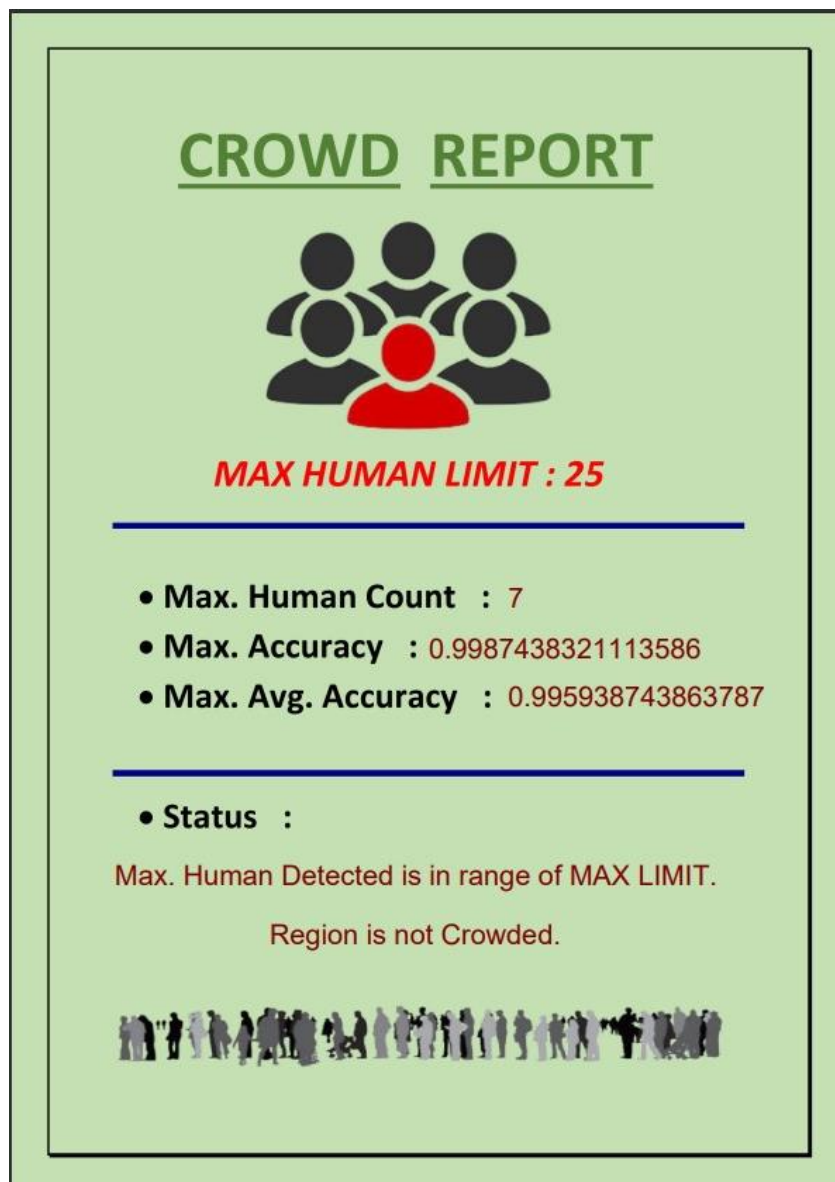 CROWD REPORT
MAX HUMAN LIMIT : 25
• Max. Human Count : 7
• Max. Accuracy : 0.9987438321113586
• Max. Avg. Accuracy : 0.995938743863787
• Status :
Max. Human Detected is in range of MAX LIMIT.
Region is not Crowded.